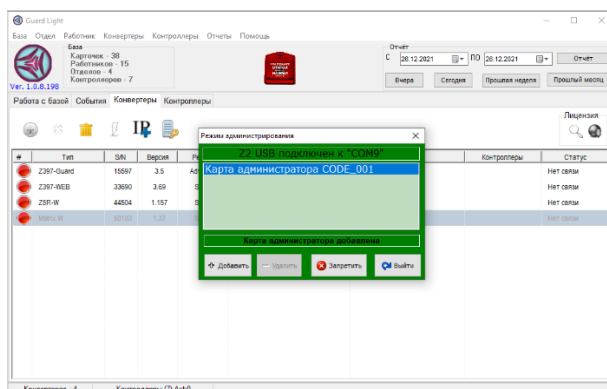 Guard Light
База Отдел Работник Конвертеры Контроллеры Отчеты Помощь
База
Карточек - 38
Работников - 15
Отделов - 4
Контроллеров - 7
Ver. 1.0.8.198
Отчёт
С 28.12.2021 ПО 28.12.2021 Отчёт
Вчера Сегодня Прошлая неделя Прошлый месяц
Работа с базой События Конвертеры Контроллеры
Лицензия
IP
Режим администрирования
# Тип S/N Версия Контроллеры Статус
Z2 USB подключен к "COM9"
Карта администратора CODE_001
Z397-Guard 15597 3.5 Нет связи
Z397-WEB 33690 3.69 Нет связи
Z5R-W 44504 1.157 Нет связи
Matrix-W 1.37 Нет связи
Карта администратора добавлена
Добавить Удалить Запретить Выйти